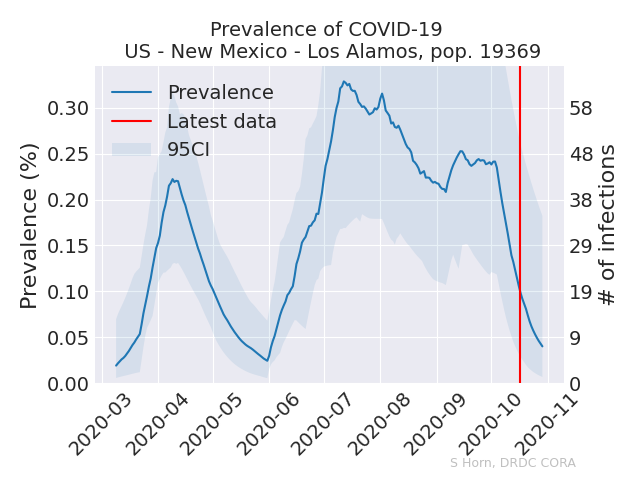 Prevalence of COVID-19
US - New Mexico - Los Alamos, pop. 19369
Prevalence
Latest data
95CI
Prevalence (%)
0.30
0.25
0.20
0.15
0.10
0.05
0.00
58
48
38
29
19
9
0
# of infections
2020-03
2020-04
2020-05
2020-06
2020-07
2020-08
2020-09
2020-10
2020-11
S Horn, DRDC CORA